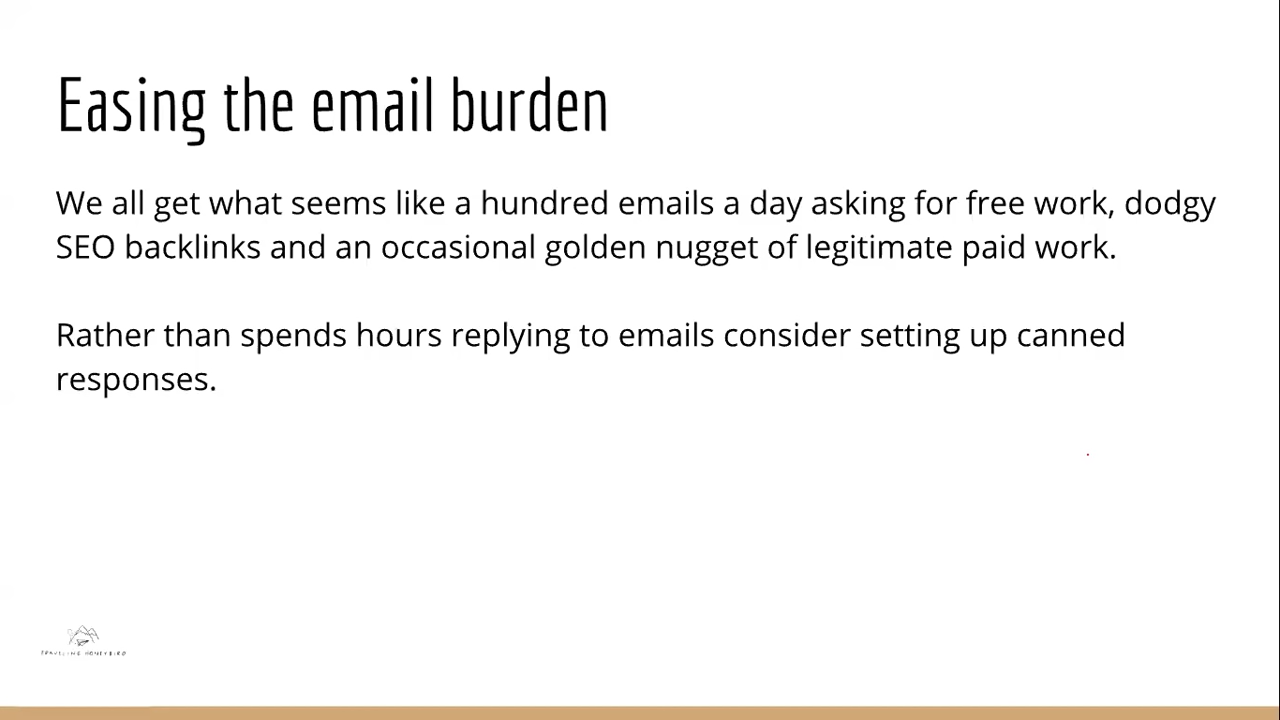 Easing the email burden
We all get what seems like a hundred emails a day asking for free work, dodgy
SEO backlinks and an occasional golden nugget of legitimate paid work.
Rather than spends hours replying to emails consider setting up canned
responses.
TRAVELING HONEYBIRD